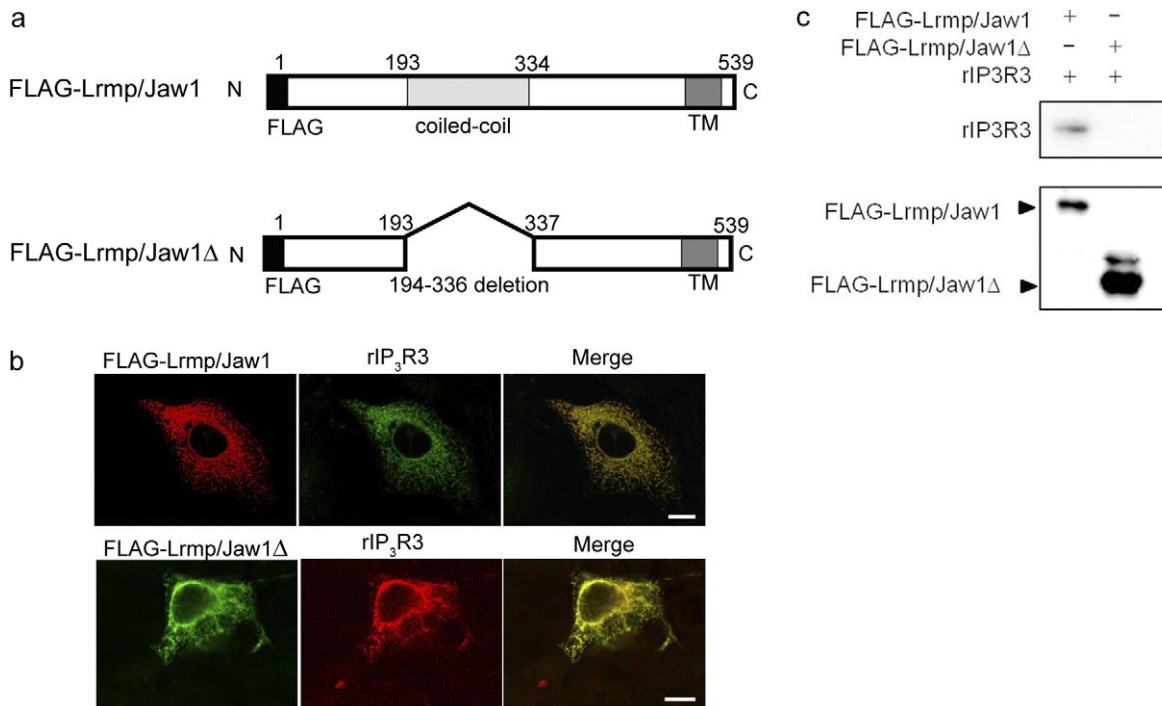 a
1 193 334 539
FLAG-Lrmp/Jaw1 N C
FLAG coiled-coil TM
1 193 337 539
FLAG-Lrmp/Jaw1Δ N C
FLAG 194-336 deletion TM
b
FLAG-Lrmp/Jaw1 rIP3R3 Merge
FLAG-Lrmp/Jaw1Δ rIP3R3 Merge
c
FLAG-Lrmp/Jaw1 + –
FLAG-Lrmp/Jaw1Δ – +
rIP3R3 + +
rIP3R3
FLAG-Lrmp/Jaw1
FLAG-Lrmp/Jaw1Δ